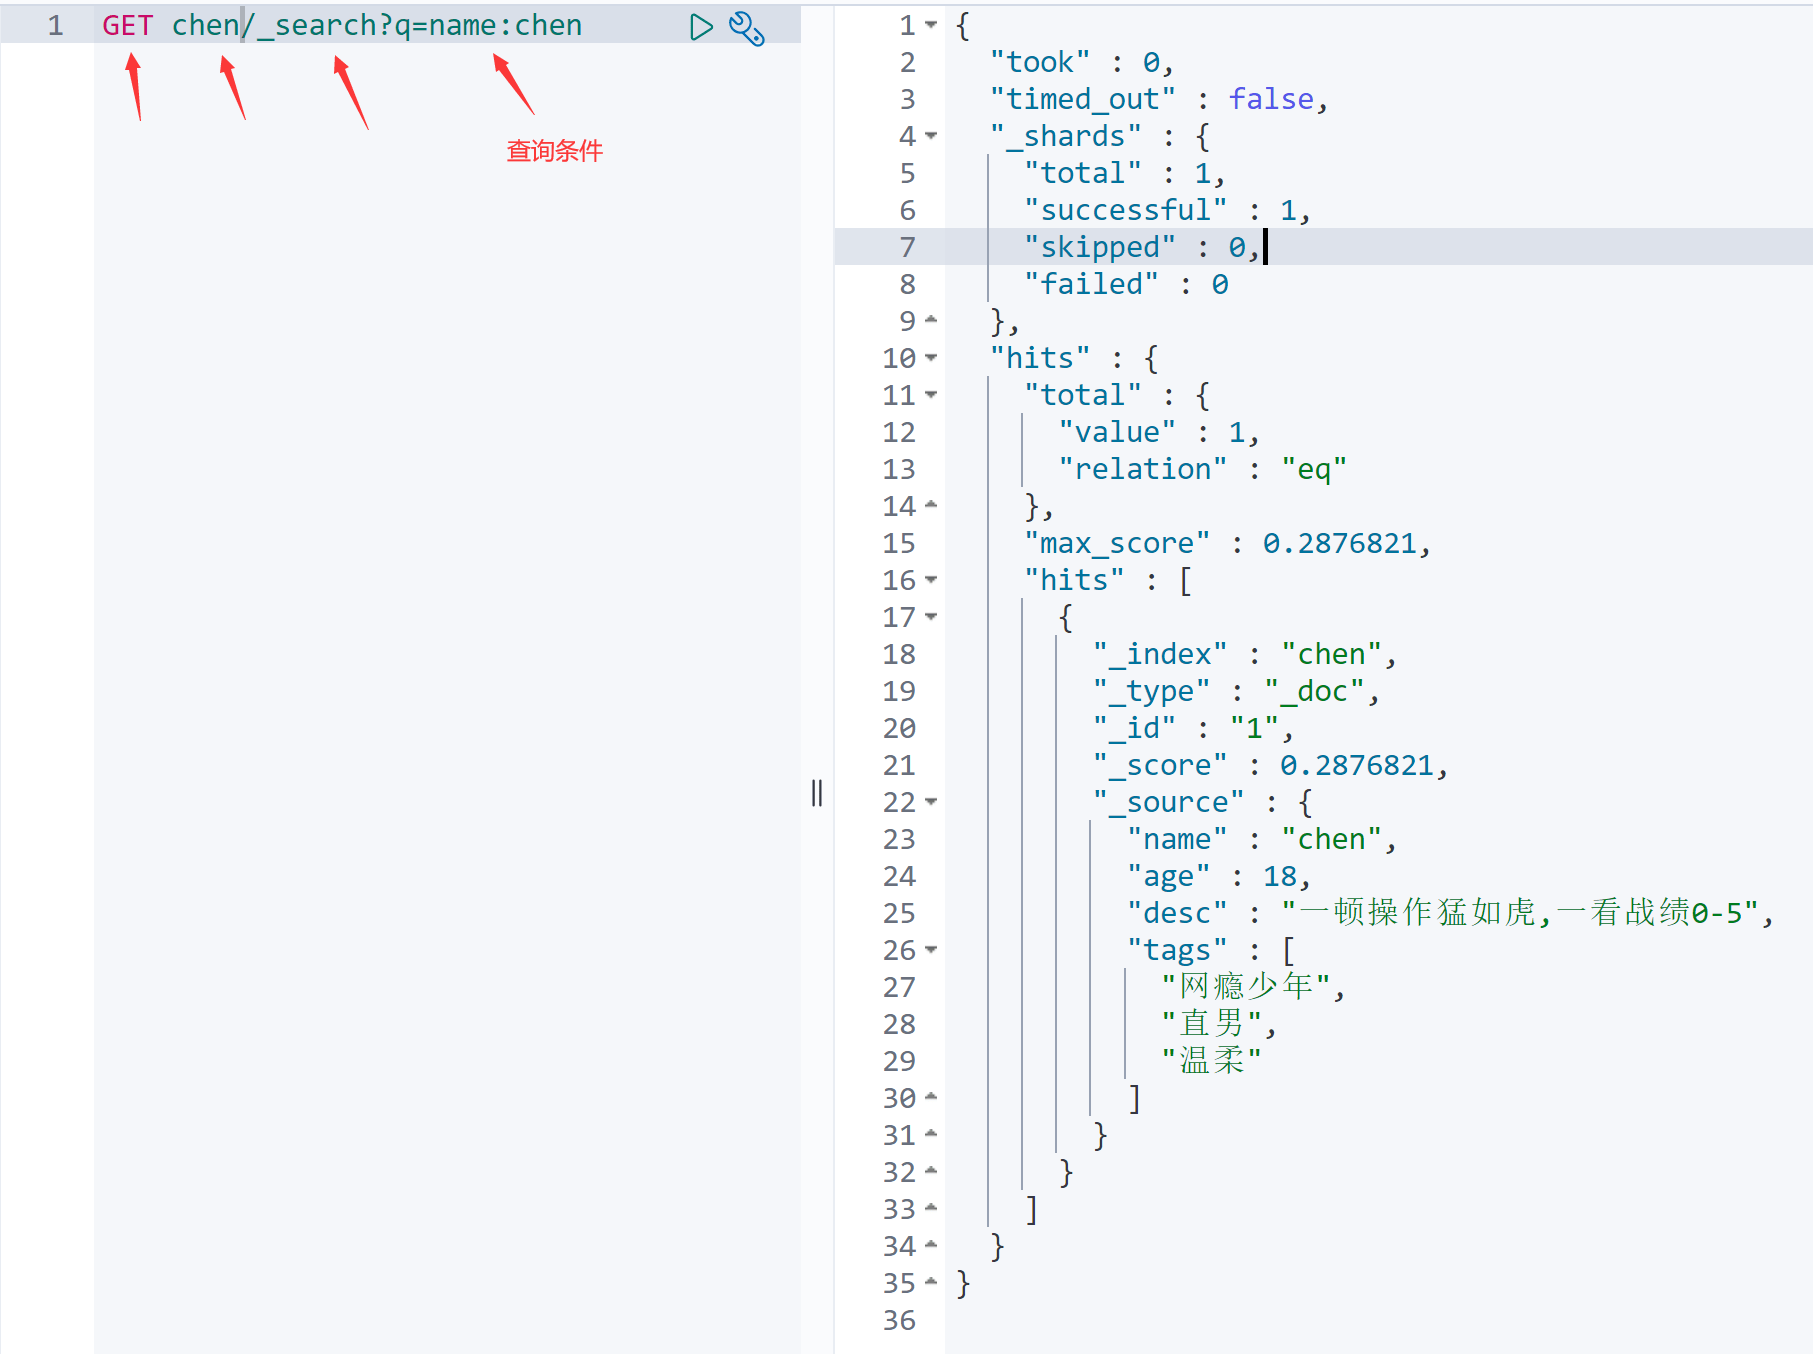 1 GET chen/_search?q=name:chen
查询条件
1 {
2 "took" : 0,
3 "timed_out" : false,
4 "_shards" : {
5 "total" : 1,
6 "successful" : 1,
7 "skipped" : 0,
8 "failed" : 0
9 },
10 "hits" : {
11 "total" : {
12 "value" : 1,
13 "relation" : "eq"
14 },
15 "max_score" : 0.2876821,
16 "hits" : [
17 {
18 "_index" : "chen",
19 "_type" : "_doc",
20 "_id" : "1",
21 "_score" : 0.2876821,
22 "_source" : {
23 "name" : "chen",
24 "age" : 18,
25 "desc" : "一顿操作猛如虎,一看战绩0-5",
26 "tags" : [
27 "网瘾少年",
28 "直男",
29 "温柔"
30 ]
31 }
32 }
33 ]
34 }
35 }
36